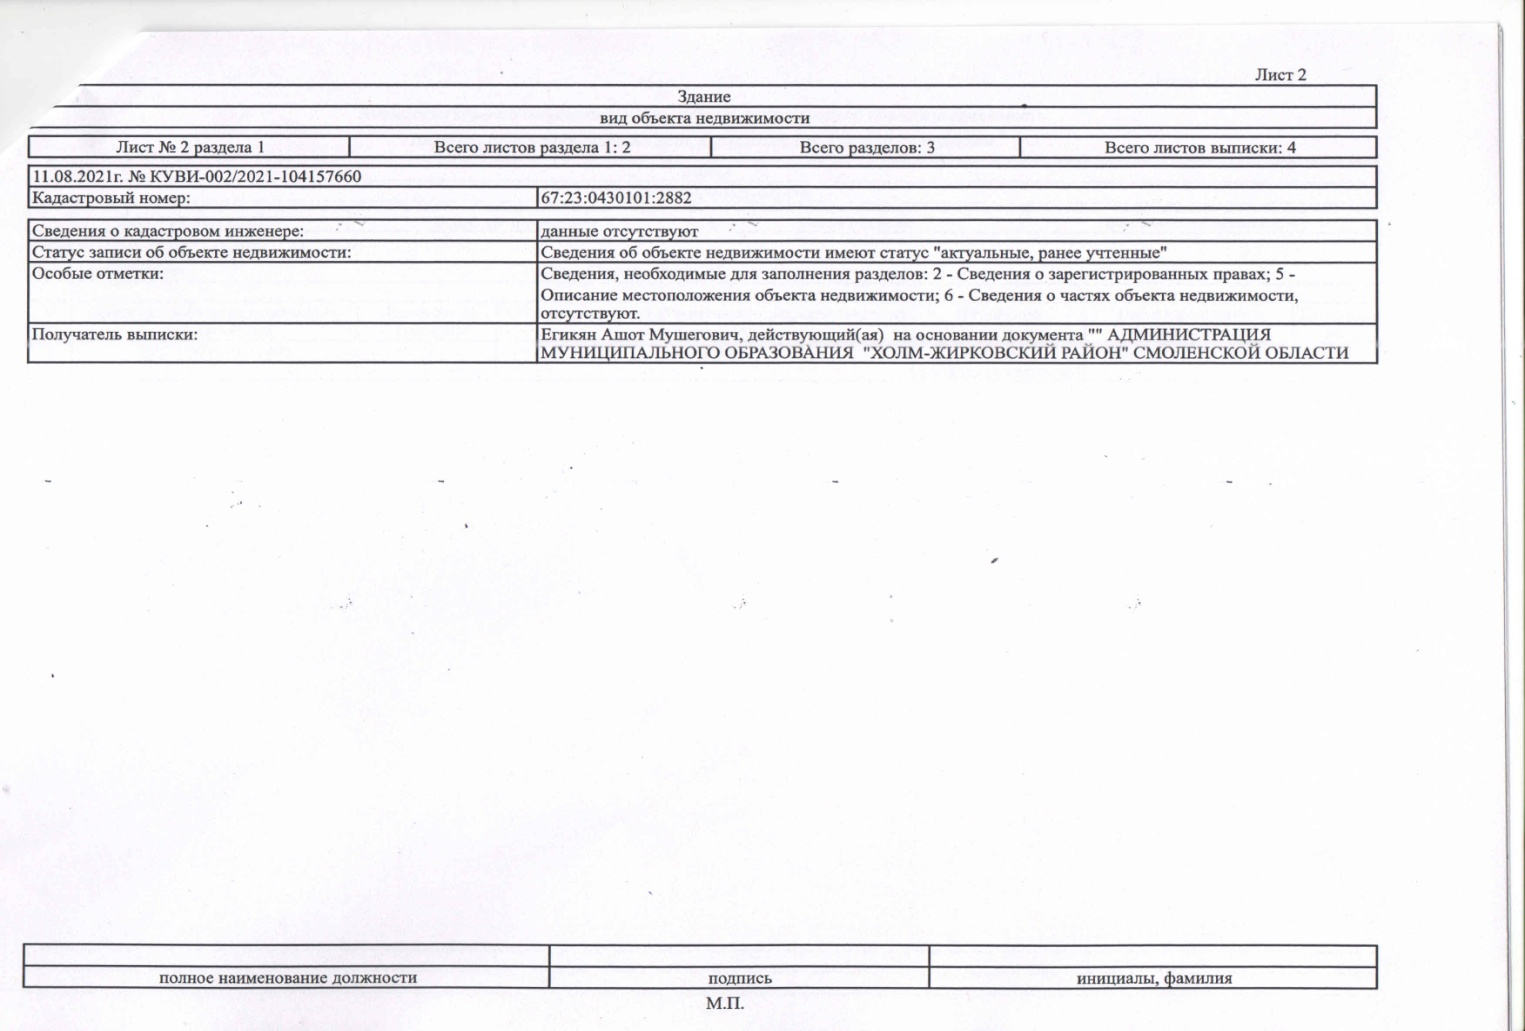 Лист 2
Здание
вид объекта недвижимости
Лист № 2 раздела 1 Всего листов раздела 1: 2 Всего разделов: 3 Всего листов выписки: 4
11.08.2021г. № КУВИ-002/2021-104157660
Кадастровый номер: 67:23:0430101:2882
Сведения о кадастровом инженере: данные отсутствуют
Статус записи об объекте недвижимости: Сведения об объекте недвижимости имеют статус "актуальные, ранее учтенные"
Особые отметки: Сведения, необходимые для заполнения разделов: 2 - Сведения о зарегистрированных правах; 5 -
Описание местоположения объекта недвижимости; 6 - Сведения о частях объекта недвижимости,
отсутствуют.
Получатель выписки: Егикян Ашот Мушегович, действующий(ая) на основании документа "" АДМИНИСТРАЦИЯ
МУНИЦИПАЛЬНОГО ОБРАЗОВАНИЯ "ХОЛМ-ЖИРКОВСКИЙ РАЙОН" СМОЛЕНСКОЙ ОБЛАСТИ
полное наименование должности подпись инициалы, фамилия
М.П.